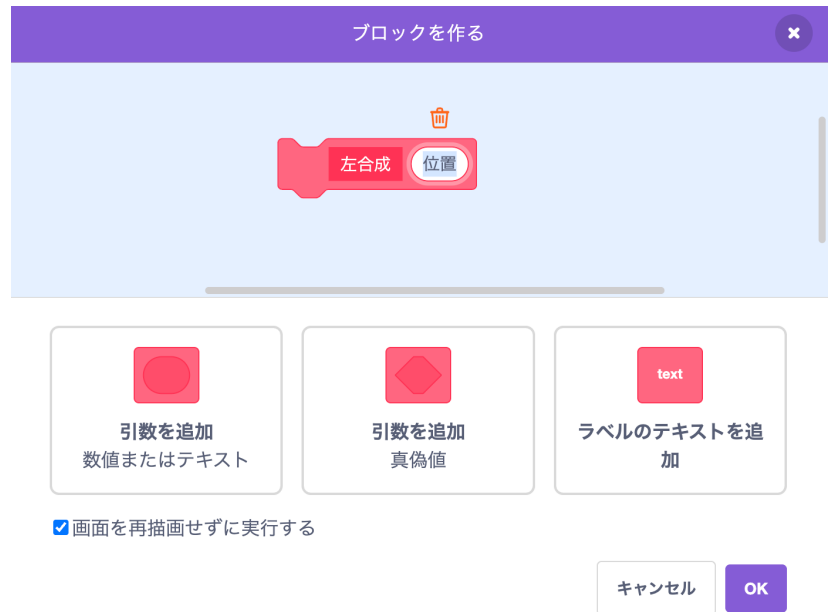 ブロックを作る
左合成 位置
text
引数を追加
数値またはテキスト
引数を追加
真偽値
ラベルのテキストを追
加
画面を再描画せずに実行する
キャンセル
OK